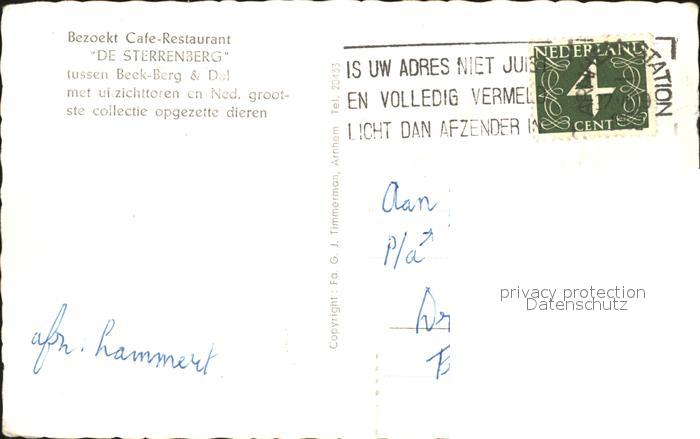 Bezoekt Cafe-Restaurant
"DE STERRENBERG"
tussen Beek-Berg & Dal
met uitzichttoren en Ned. groot-
ste collectie opgezette dieren
IS UW ADRES NIET JUIS
EN VOLLEDIG VERMEL
LICHT DAN AFZENDER IN
NEDERLAND
4
CENT
STATION
Copyright: Fa. G. J. Timmerman, Arnhem Tel. 20435
Aan
P/a
privacy protection
Datenschutz
afz. Lammert